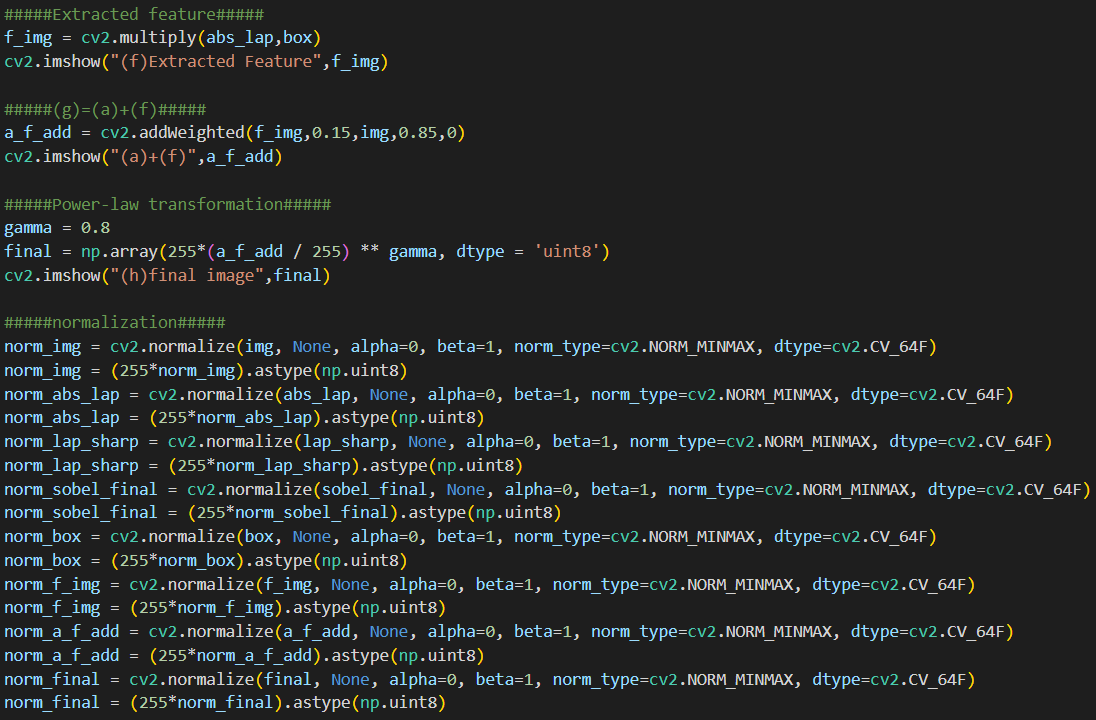 #####Extracted feature#####
f_img = cv2.multiply(abs_lap,box)
cv2.imshow("(f)Extracted Feature",f_img)
#####(g)=(a)+(f)#####
a_f_add = cv2.addWeighted(f_img,0.15,img,0.85,0)
cv2.imshow("(a)+(f)",a_f_add)
#####Power-law transformation#####
gamma = 0.8
final = np.array(255*(a_f_add / 255) ** gamma, dtype = 'uint8')
cv2.imshow("(h)final image",final)
#####normalization#####
norm_img = cv2.normalize(img, None, alpha=0, beta=1, norm_type=cv2.NORM_MINMAX, dtype=cv2.CV_64F)
norm_img = (255*norm_img).astype(np.uint8)
norm_abs_lap = cv2.normalize(abs_lap, None, alpha=0, beta=1, norm_type=cv2.NORM_MINMAX, dtype=cv2.CV_64F)
norm_abs_lap = (255*norm_abs_lap).astype(np.uint8)
norm_lap_sharp = cv2.normalize(lap_sharp, None, alpha=0, beta=1, norm_type=cv2.NORM_MINMAX, dtype=cv2.CV_64F)
norm_lap_sharp = (255*norm_lap_sharp).astype(np.uint8)
norm_sobel_final = cv2.normalize(sobel_final, None, alpha=0, beta=1, norm_type=cv2.NORM_MINMAX, dtype=cv2.CV_64F)
norm_sobel_final = (255*norm_sobel_final).astype(np.uint8)
norm_box = cv2.normalize(box, None, alpha=0, beta=1, norm_type=cv2.NORM_MINMAX, dtype=cv2.CV_64F)
norm_box = (255*norm_box).astype(np.uint8)
norm_f_img = cv2.normalize(f_img, None, alpha=0, beta=1, norm_type=cv2.NORM_MINMAX, dtype=cv2.CV_64F)
norm_f_img = (255*norm_f_img).astype(np.uint8)
norm_a_f_add = cv2.normalize(a_f_add, None, alpha=0, beta=1, norm_type=cv2.NORM_MINMAX, dtype=cv2.CV_64F)
norm_a_f_add = (255*norm_a_f_add).astype(np.uint8)
norm_final = cv2.normalize(final, None, alpha=0, beta=1, norm_type=cv2.NORM_MINMAX, dtype=cv2.CV_64F)
norm_final = (255*norm_final).astype(np.uint8)